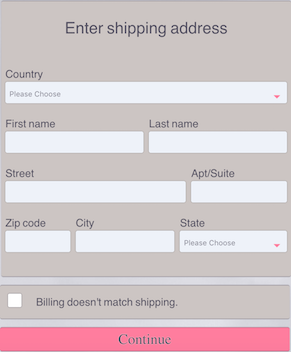 Enter shipping address
Country
Please Choose
First name Last name
Street Apt/Suite
Zip code City State
Please Choose
Billing doesn't match shipping.
Continue